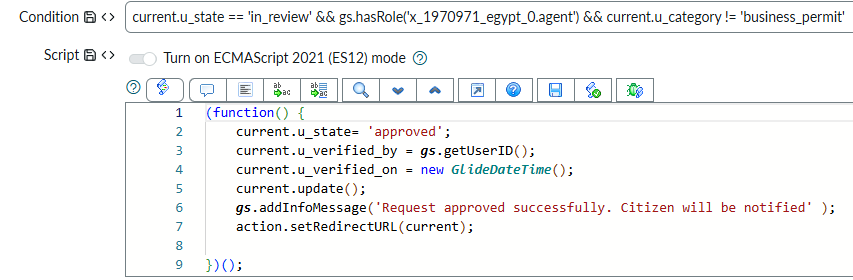 Condition current.u_state == 'in_review' && gs.hasRole('x_1970971_egypt_0.agent') && current.u_category != 'business_permit'
Script Turn on ECMAScript 2021 (ES12) mode
1 (function() {
2 current.u_state= 'approved';
3 current.u_verified_by = gs.getUserID();
4 current.u_verified_on = new GlideDateTime();
5 current.update();
6 gs.addInfoMessage('Request approved successfully. Citizen will be notified' );
7 action.setRedirectURL(current);
8
9 })();